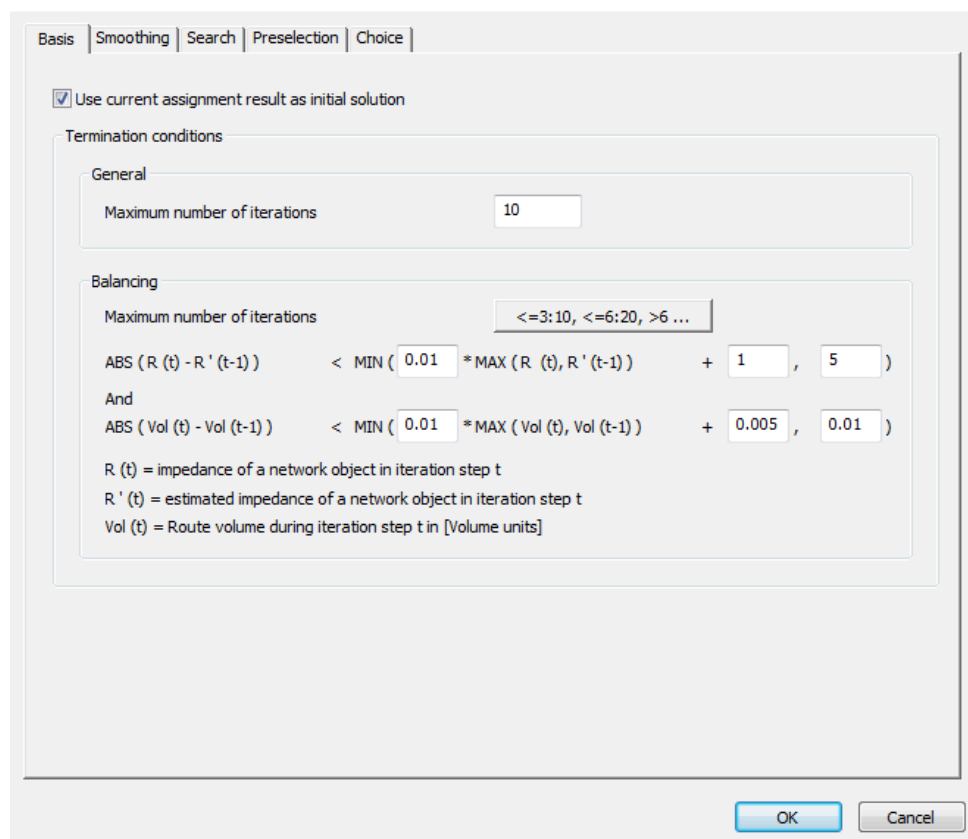 Basis Smoothing Search Preselection Choice
Use current assignment result as initial solution
Termination conditions
General
Maximum number of iterations 10
Balancing
Maximum number of iterations <=3:10, <=6:20, >6 ...
ABS ( R (t) - R ' (t-1) ) < MIN ( 0.01 * MAX ( R (t), R ' (t-1) ) + 1 , 5 )
And
ABS ( Vol (t) - Vol (t-1) ) < MIN ( 0.01 * MAX ( Vol (t), Vol (t-1) ) + 0.005 , 0.01 )
R (t) = impedance of a network object in iteration step t
R ' (t) = estimated impedance of a network object in iteration step t
Vol (t) = Route volume during iteration step t in [Volume units]
OK Cancel